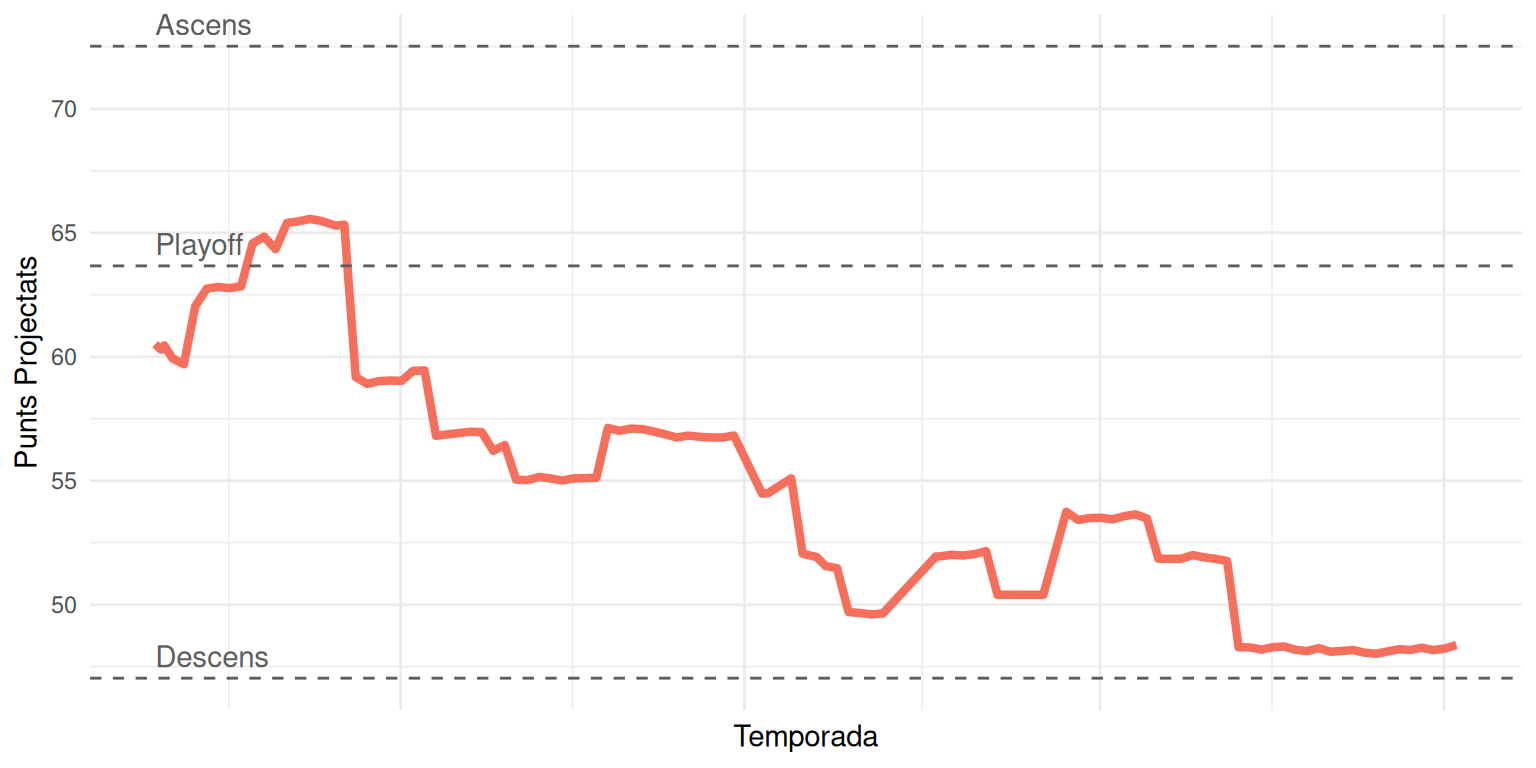 Ascens
70
65
Playoff
60
55
50
Descens
Punts Projectats
Temporada